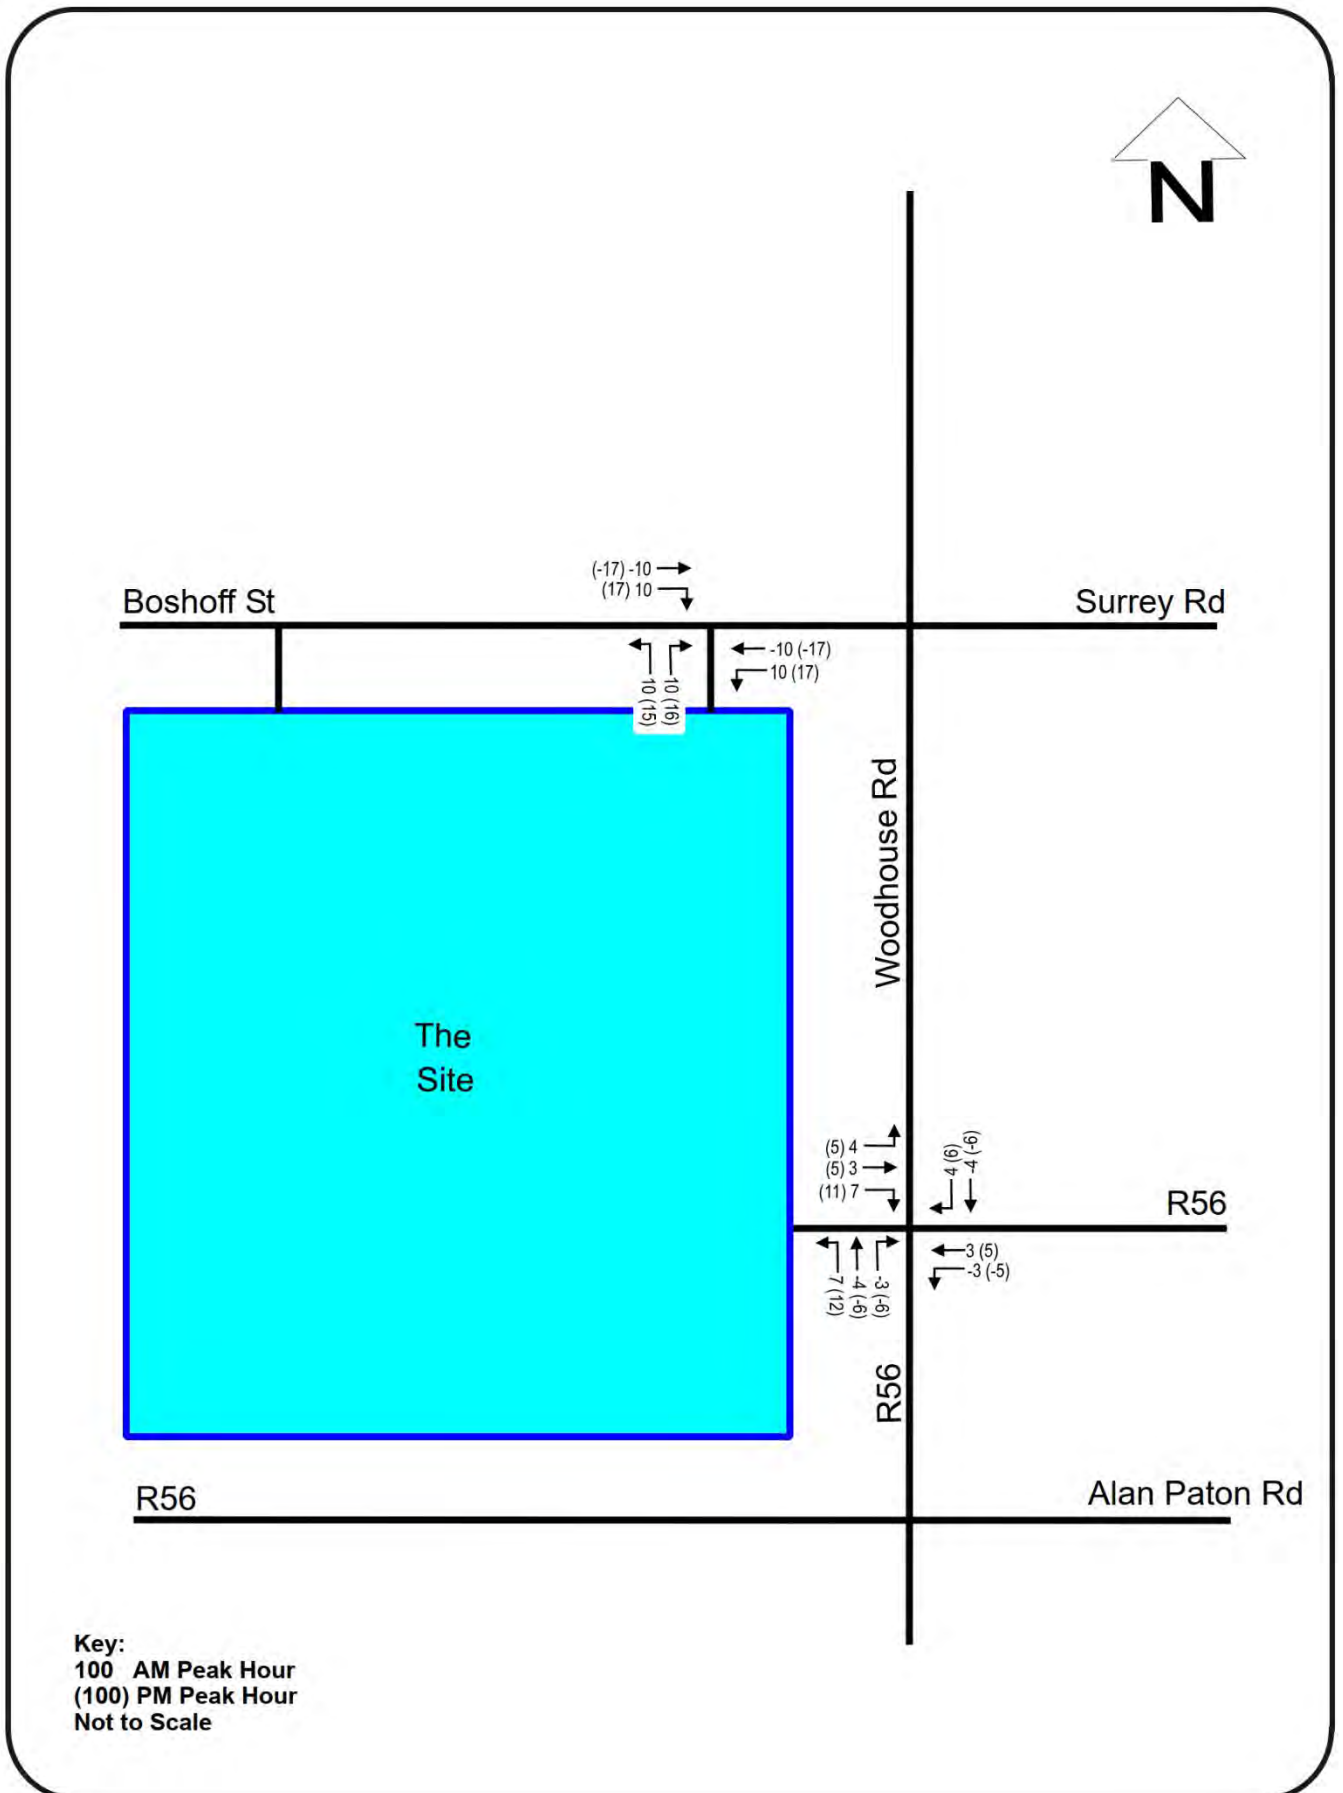 N
(-17) -10
(17) 10
Boshoff St
Surrey Rd
-10 (-17)
10 (17)
10 (15)
10 (16)
Woodhouse Rd
The
Site
(5) 4
(5) 3
(11) 7
4 (6)
-4 (-6)
R56
3 (5)
-3 (-5)
7 (12)
-4 (-6)
-3 (-6)
R56
R56
Alan Paton Rd
Key:
100 AM Peak Hour
(100) PM Peak Hour
Not to Scale